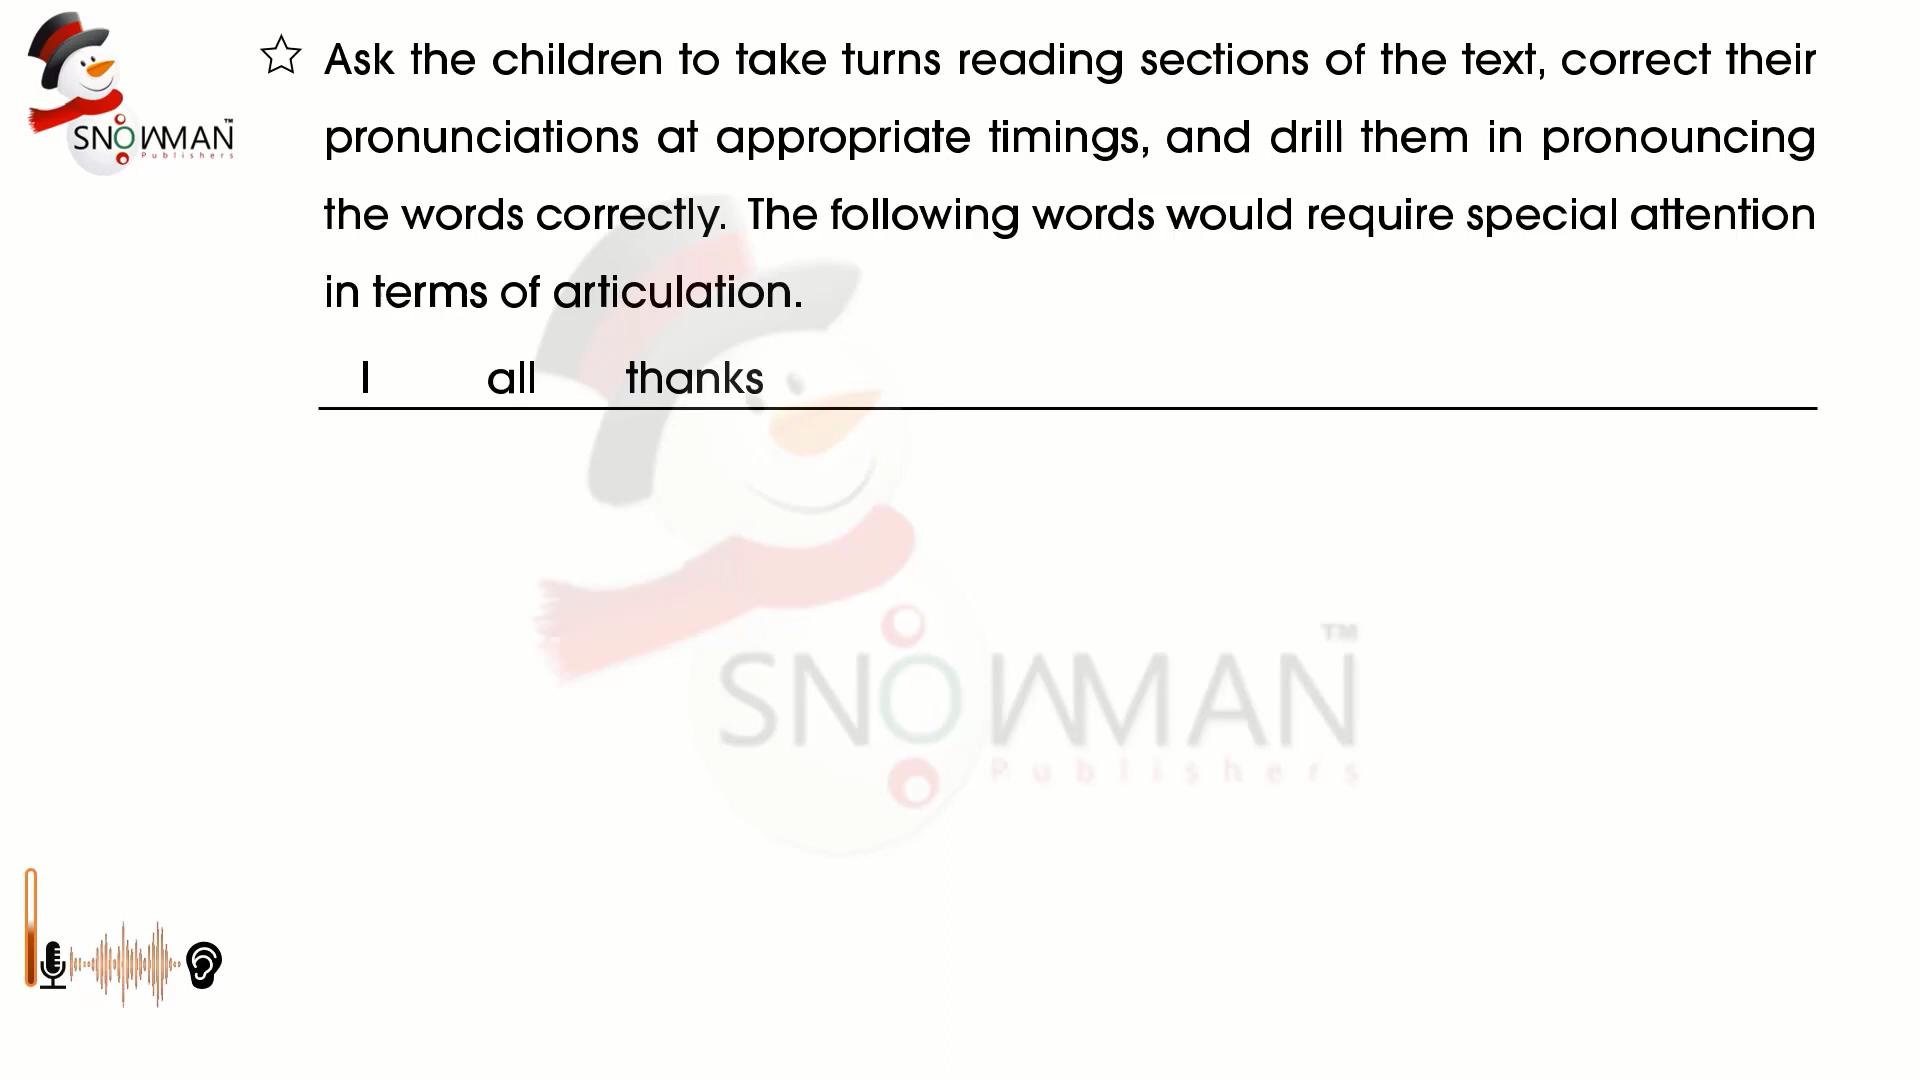 SNOWMAN™
Publishers
☆ Ask the children to take turns reading sections of the text, correct their
pronunciations at appropriate timings, and drill them in pronouncing
the words correctly. The following words would require special attention
in terms of articulation.
I all thanks
SNOWMAN™
Publishers